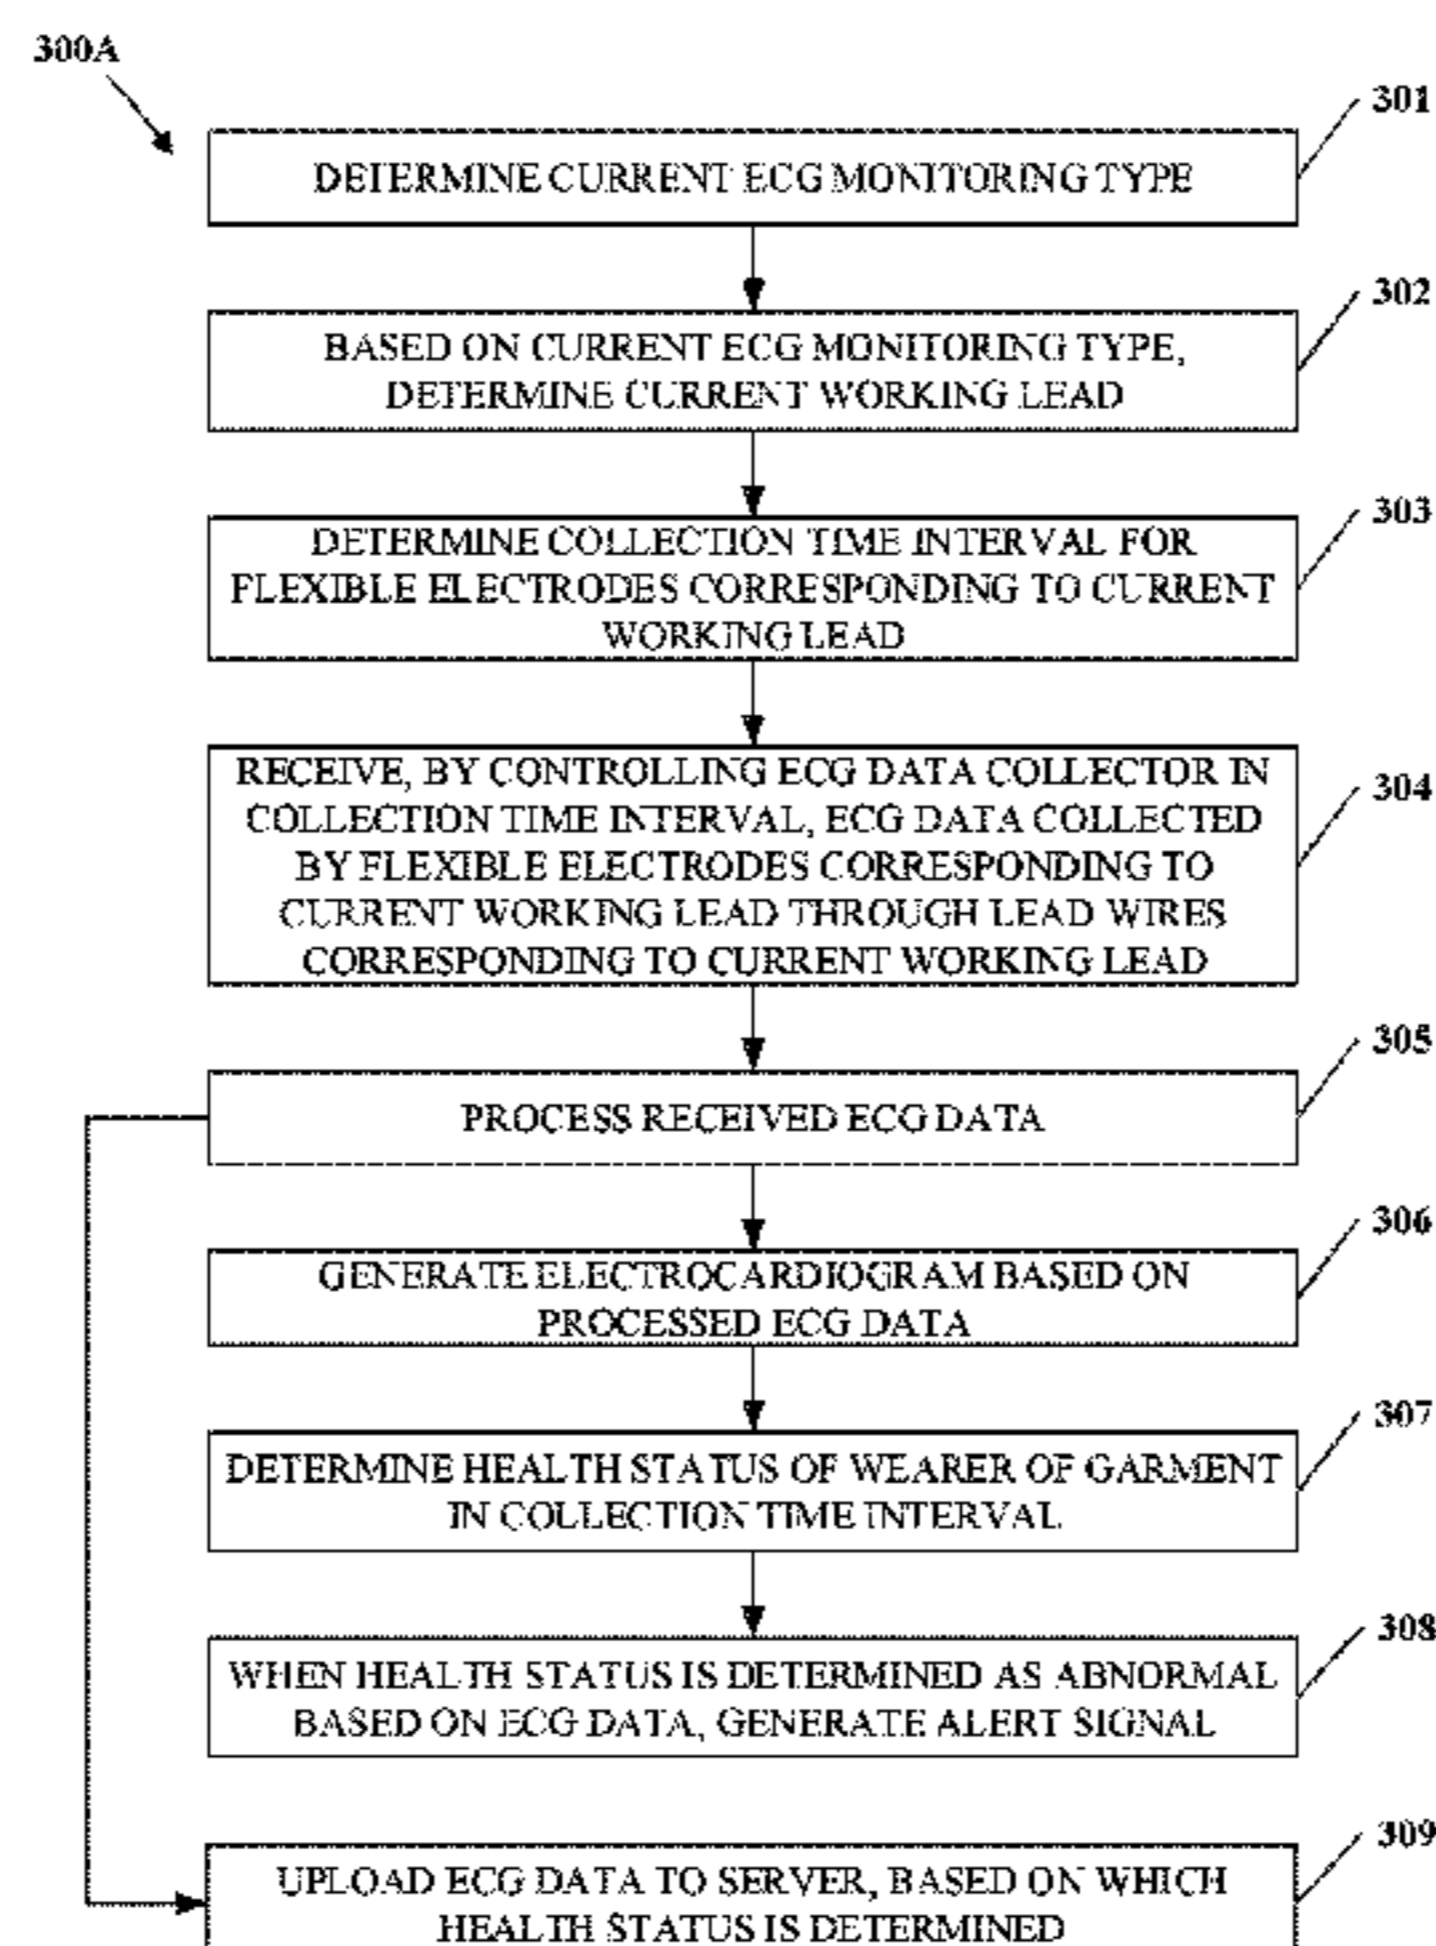 300A
301
DETERMINE CURRENT ECG MONITORING TYPE
302
BASED ON CURRENT ECG MONITORING TYPE,
DETERMINE CURRENT WORKING LEAD
303
DETERMINE COLLECTION TIME INTERVAL FOR
FLEXIBLE ELECTRODES CORRESPONDING TO CURRENT
WORKING LEAD
304
RECEIVE, BY CONTROLLING ECG DATA COLLECTOR IN
COLLECTION TIME INTERVAL, ECG DATA COLLECTED
BY FLEXIBLE ELECTRODES CORRESPONDING TO
CURRENT WORKING LEAD THROUGH LEAD WIRES
CORRESPONDING TO CURRENT WORKING LEAD
305
PROCESS RECEIVED ECG DATA
306
GENERATE ELECTROCARDIOGRAM BASED ON
PROCESSED ECG DATA
307
DETERMINE HEALTH STATUS OF WEARER OF GARMENT
IN COLLECTION TIME INTERVAL
308
WHEN HEALTH STATUS IS DETERMINED AS ABNORMAL
BASED ON ECG DATA, GENERATE ALERT SIGNAL
309
UPLOAD ECG DATA TO SERVER, BASED ON WHICH
HEALTH STATUS IS DETERMINED